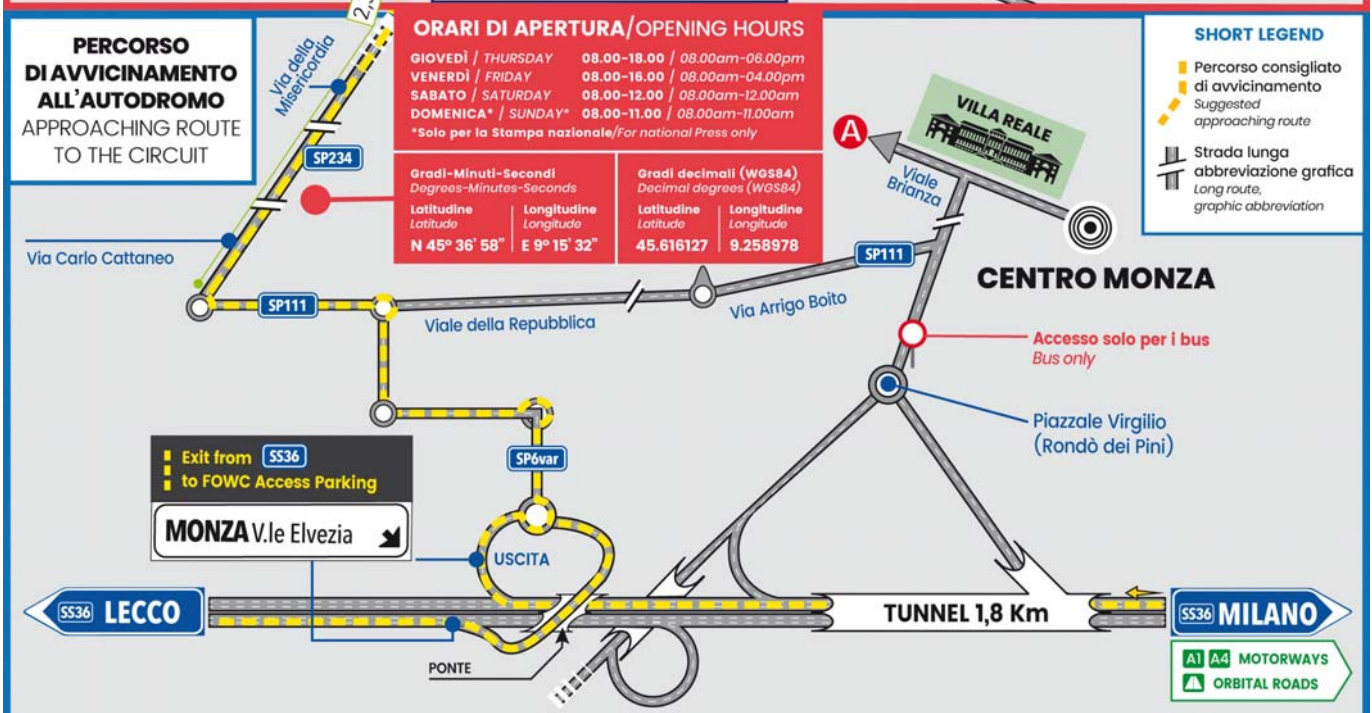 2,5
PERCORSO
DI AVVICINAMENTO
ALL'AUTODROMO
APPROACHING ROUTE
TO THE CIRCUIT
Via della
Misericordia
ORARI DI APERTURA/OPENING HOURS
GIOVEDÌ / THURSDAY 08.00-18.00 / 08.00am-06.00pm
VENERDÌ / FRIDAY 08.00-16.00 / 08.00am-04.00pm
SABATO / SATURDAY 08.00-12.00 / 08.00am-12.00am
DOMENICA* / SUNDAY* 08.00-11.00 / 08.00am-11.00am
*Solo per la Stampa nazionale/For national Press only
Gradi-Minuti-Secondi
Degrees-Minutes-Seconds
Latitudine
Latitude
N 45º 36' 58"
Longitudine
Longitude
E 9º 15' 32"
Gradi decimali (WGS84)
Decimal degrees (WGS84)
Latitudine
Latitude
45.616127
Longitudine
Longitude
9.258978
SHORT LEGEND
Percorso consigliato
di avvicinamento
Suggested
approaching route
Strada lunga
abbreviazione grafica
Long route,
graphic abbreviation
VILLA REALE
A
Viale
Brianza
CENTRO MONZA
SP234
Via Carlo Cattaneo
SP111
Viale della Repubblica
Via Arrigo Boito
SP111
Accesso solo per i bus
Bus only
Piazzale Virgilio
(Rondò dei Pini)
Exit from SS36
to FOWC Access Parking
MONZA V.le Elvezia
SP6var
USCITA
SS36 LECCO
TUNNEL 1,8 Km
SS36 MILANO
PONTE
A1 A4 MOTORWAYS
ORBITAL ROADS